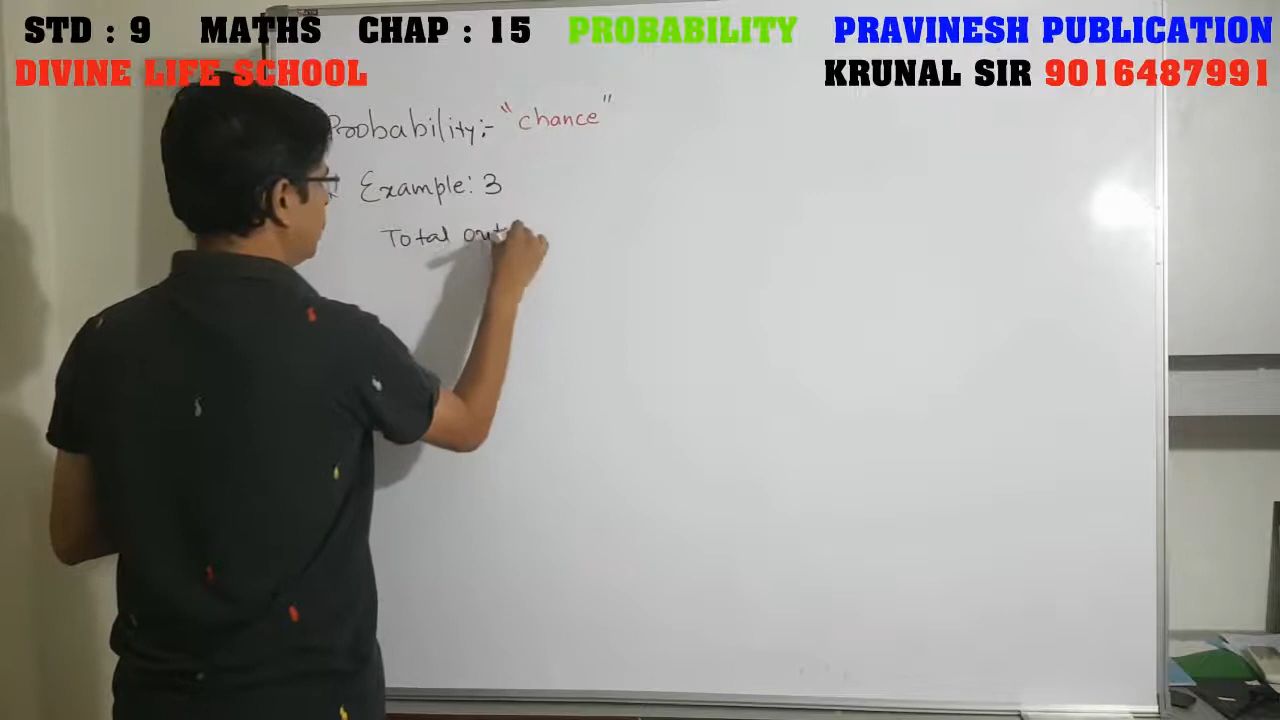 STD : 9 MATHS CHAP : 15 PROBABILITY PRAVINESH PUBLICATION
DIVINE LIFE SCHOOL KRUNAL SIR 9016487991
Probability:- "chance"
Example: 3
Total out